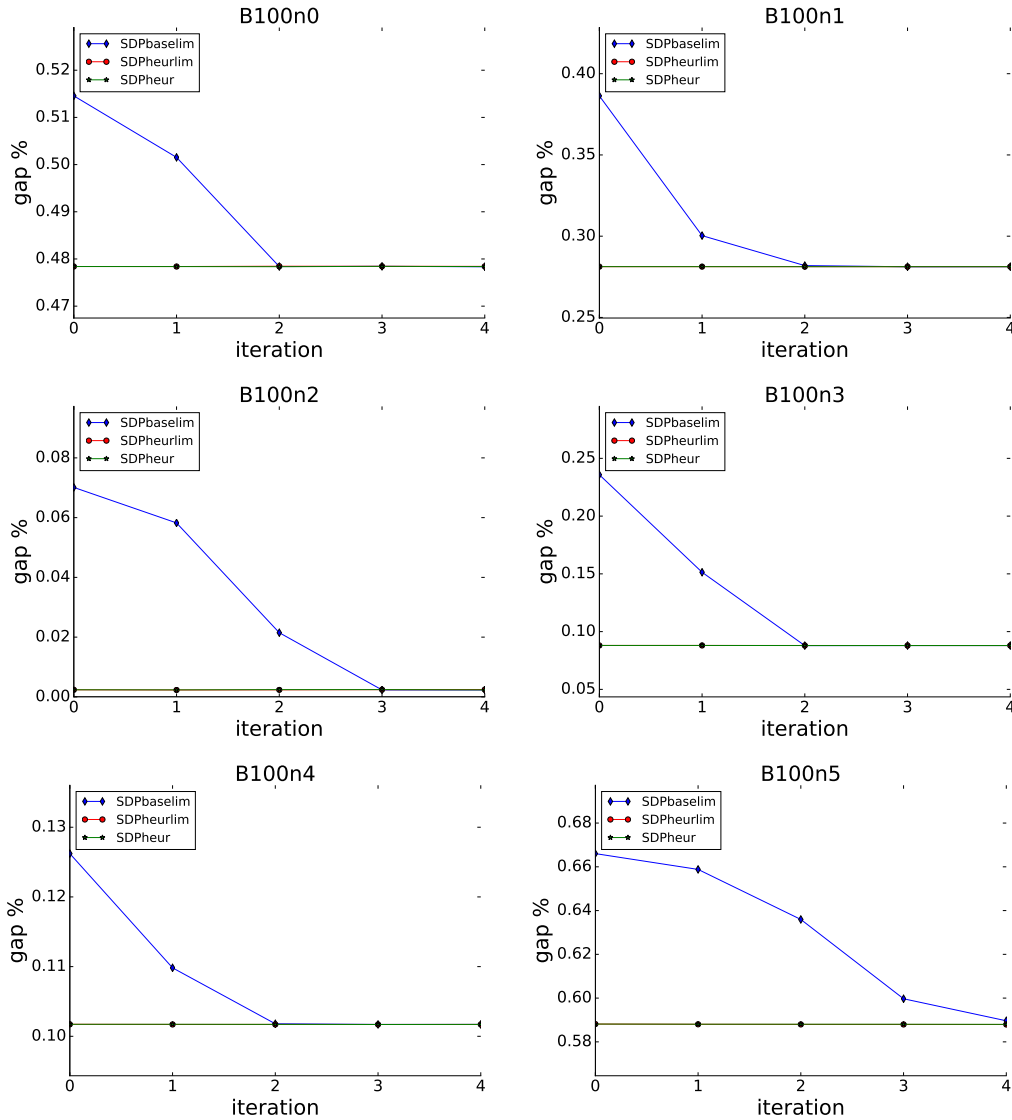 B100n0
SDPbaselim
SDPheurlim
SDPheur
gap %
0.52
0.51
0.50
0.49
0.48
0.47
0 1 2 3 4
iteration
B100n1
SDPbaselim
SDPheurlim
SDPheur
gap %
0.40
0.35
0.30
0.25
0 1 2 3 4
iteration
B100n2
SDPbaselim
SDPheurlim
SDPheur
gap %
0.08
0.06
0.04
0.02
0.00
0 1 2 3 4
iteration
B100n3
SDPbaselim
SDPheurlim
SDPheur
gap %
0.25
0.20
0.15
0.10
0.05
0 1 2 3 4
iteration
B100n4
SDPbaselim
SDPheurlim
SDPheur
gap %
0.13
0.12
0.11
0.10
0 1 2 3 4
iteration
B100n5
SDPbaselim
SDPheurlim
SDPheur
gap %
0.68
0.66
0.64
0.62
0.60
0.58
0 1 2 3 4
iteration